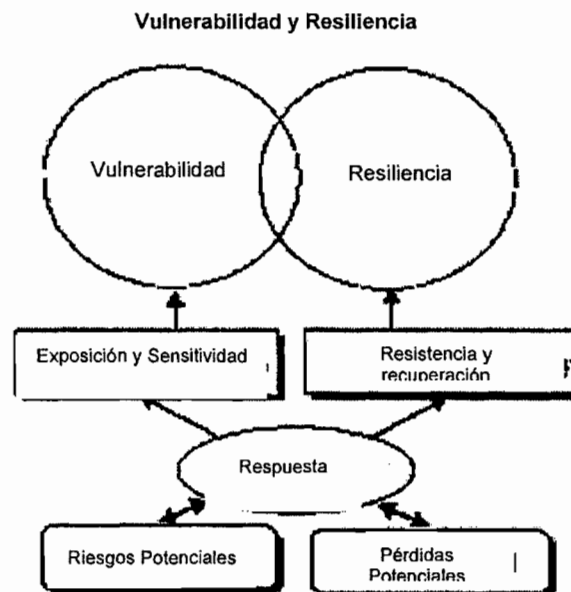 Vulnerabilidad y Resiliencia
Vulnerabilidad
Resiliencia
Exposición y Sensitividad
Resistencia y
recuperación
Respuesta
Riesgos Potenciales
Pérdidas
Potenciales